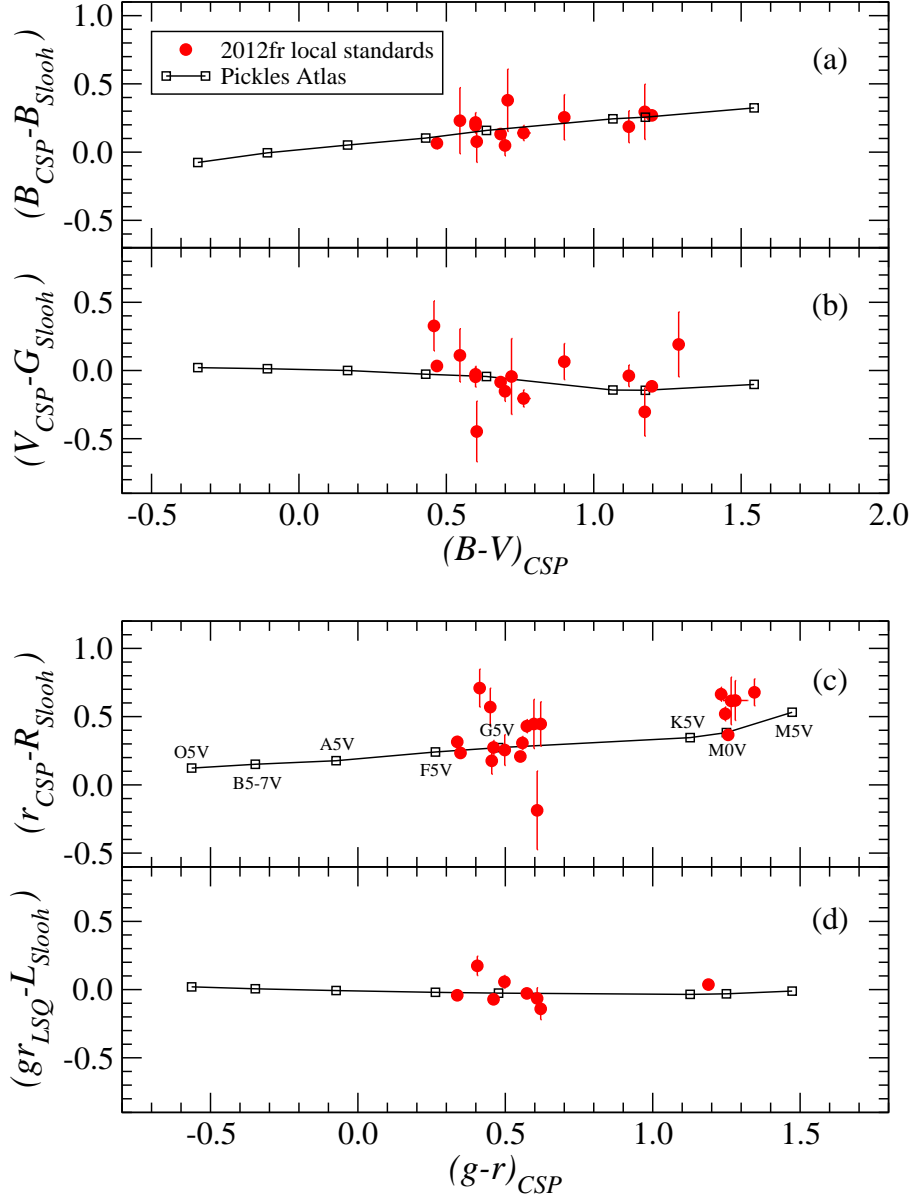 1.0
0.5
0.0
-0.5
(B_CSP-B_Slooh)
2012fr local standards
Pickles Atlas
(a)
0.5
0.0
-0.5
(V_CSP-G_Slooh)
(b)
-0.5 0.0 0.5 1.0 1.5 2.0
(B-V)_CSP
1.0
0.5
0.0
-0.5
(r_CSP-R_Slooh)
(c)
O5V
B5-7V
A5V
F5V
G5V
K5V
M0V
M5V
0.5
0.0
-0.5
(gr_LSQ-L_Slooh)
(d)
-0.5 0.0 0.5 1.0 1.5
(g-r)_CSP